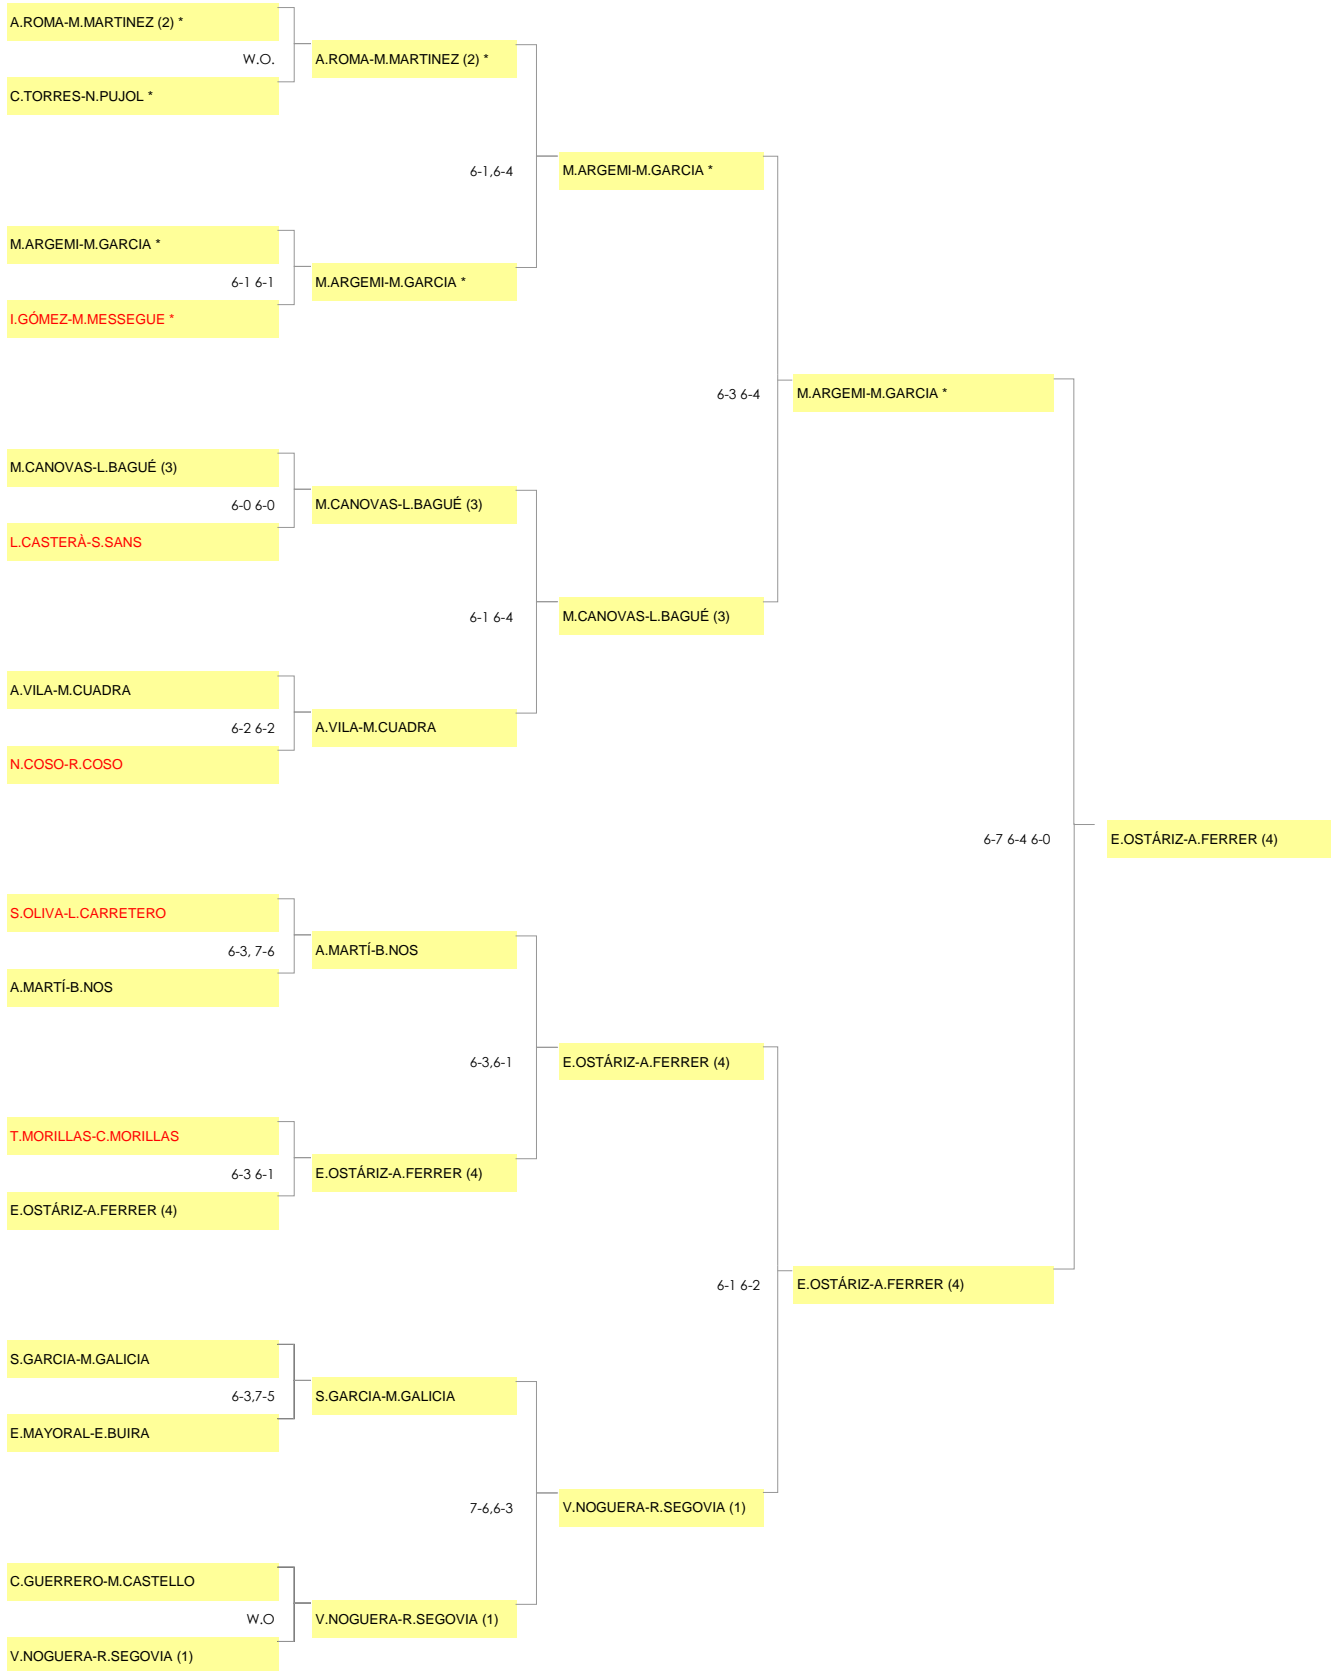 A.ROMA-M.MARTINEZ (2) *
W.O.
A.ROMA-M.MARTINEZ (2) *
C.TORRES-N.PUJOL *
6-1,6-4
M.ARGEMI-M.GARCIA *
M.ARGEMI-M.GARCIA *
6-1 6-1
M.ARGEMI-M.GARCIA *
I.GÓMEZ-M.MESSEGUE *
6-3 6-4
M.ARGEMI-M.GARCIA *
M.CANOVAS-L.BAGUÉ (3)
6-0 6-0
M.CANOVAS-L.BAGUÉ (3)
L.CASTERÀ-S.SANS
6-1 6-4
M.CANOVAS-L.BAGUÉ (3)
A.VILA-M.CUADRA
6-2 6-2
A.VILA-M.CUADRA
N.COSO-R.COSO
6-7 6-4 6-0
E.OSTÁRIZ-A.FERRER (4)
S.OLIVA-L.CARRETERO
6-3, 7-6
A.MARTÍ-B.NOS
A.MARTÍ-B.NOS
6-3,6-1
E.OSTÁRIZ-A.FERRER (4)
T.MORILLAS-C.MORILLAS
6-3 6-1
E.OSTÁRIZ-A.FERRER (4)
E.OSTÁRIZ-A.FERRER (4)
6-1 6-2
E.OSTÁRIZ-A.FERRER (4)
S.GARCIA-M.GALICIA
6-3,7-5
S.GARCIA-M.GALICIA
E.MAYORAL-E.BUIRA
7-6,6-3
V.NOGUERA-R.SEGOVIA (1)
C.GUERRERO-M.CASTELLO
W.O
V.NOGUERA-R.SEGOVIA (1)
V.NOGUERA-R.SEGOVIA (1)